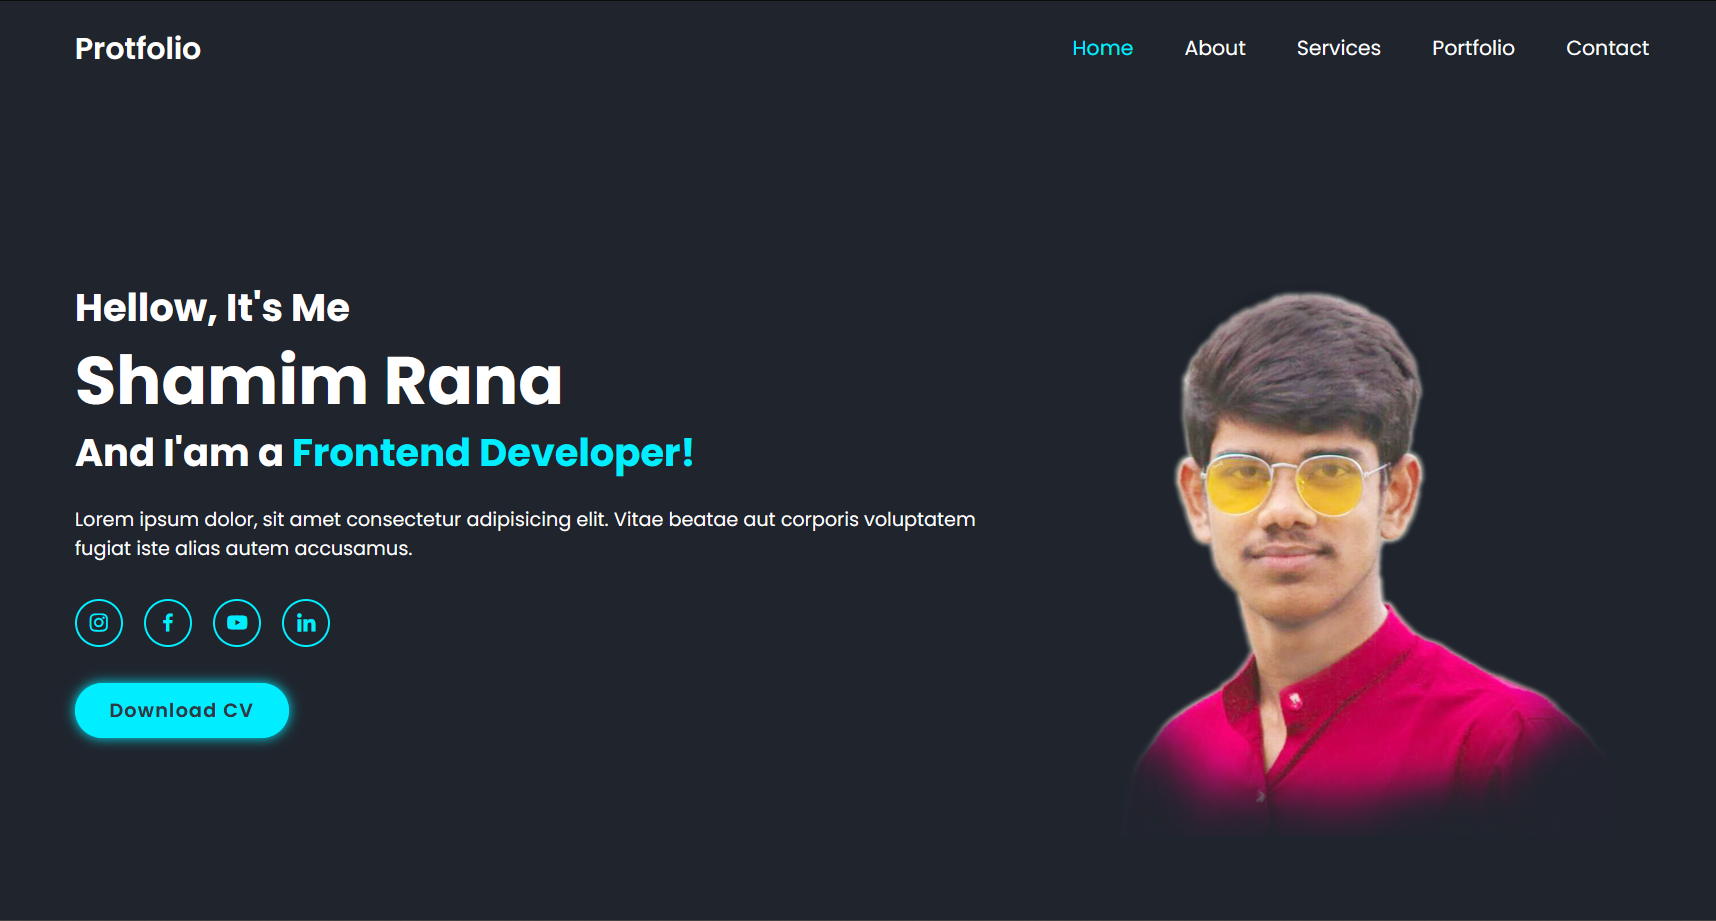 Protfolio
Home About Services Portfolio Contact
Hellow, It's Me
Shamim Rana
And I'am a Frontend Developer!
Lorem ipsum dolor, sit amet consectetur adipisicing elit. Vitae beatae aut corporis voluptatem
fugiat iste alias autem accusamus.
Download CV